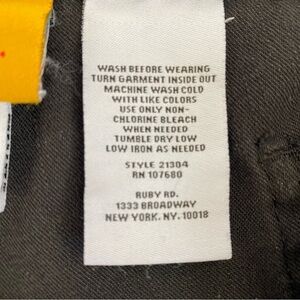 WASH BEFORE WEARING
TURN GARMENT INSIDE OUT
MACHINE WASH COLD
WITH LIKE COLORS
USE ONLY NON-
CHLORINE BLEACH
WHEN NEEDED
TUMBLE DRY LOW
LOW IRON AS NEEDED
STYLE 21304
RN 107680
RUBY RD.
1333 BROADWAY
NEW YORK. NY. 10018